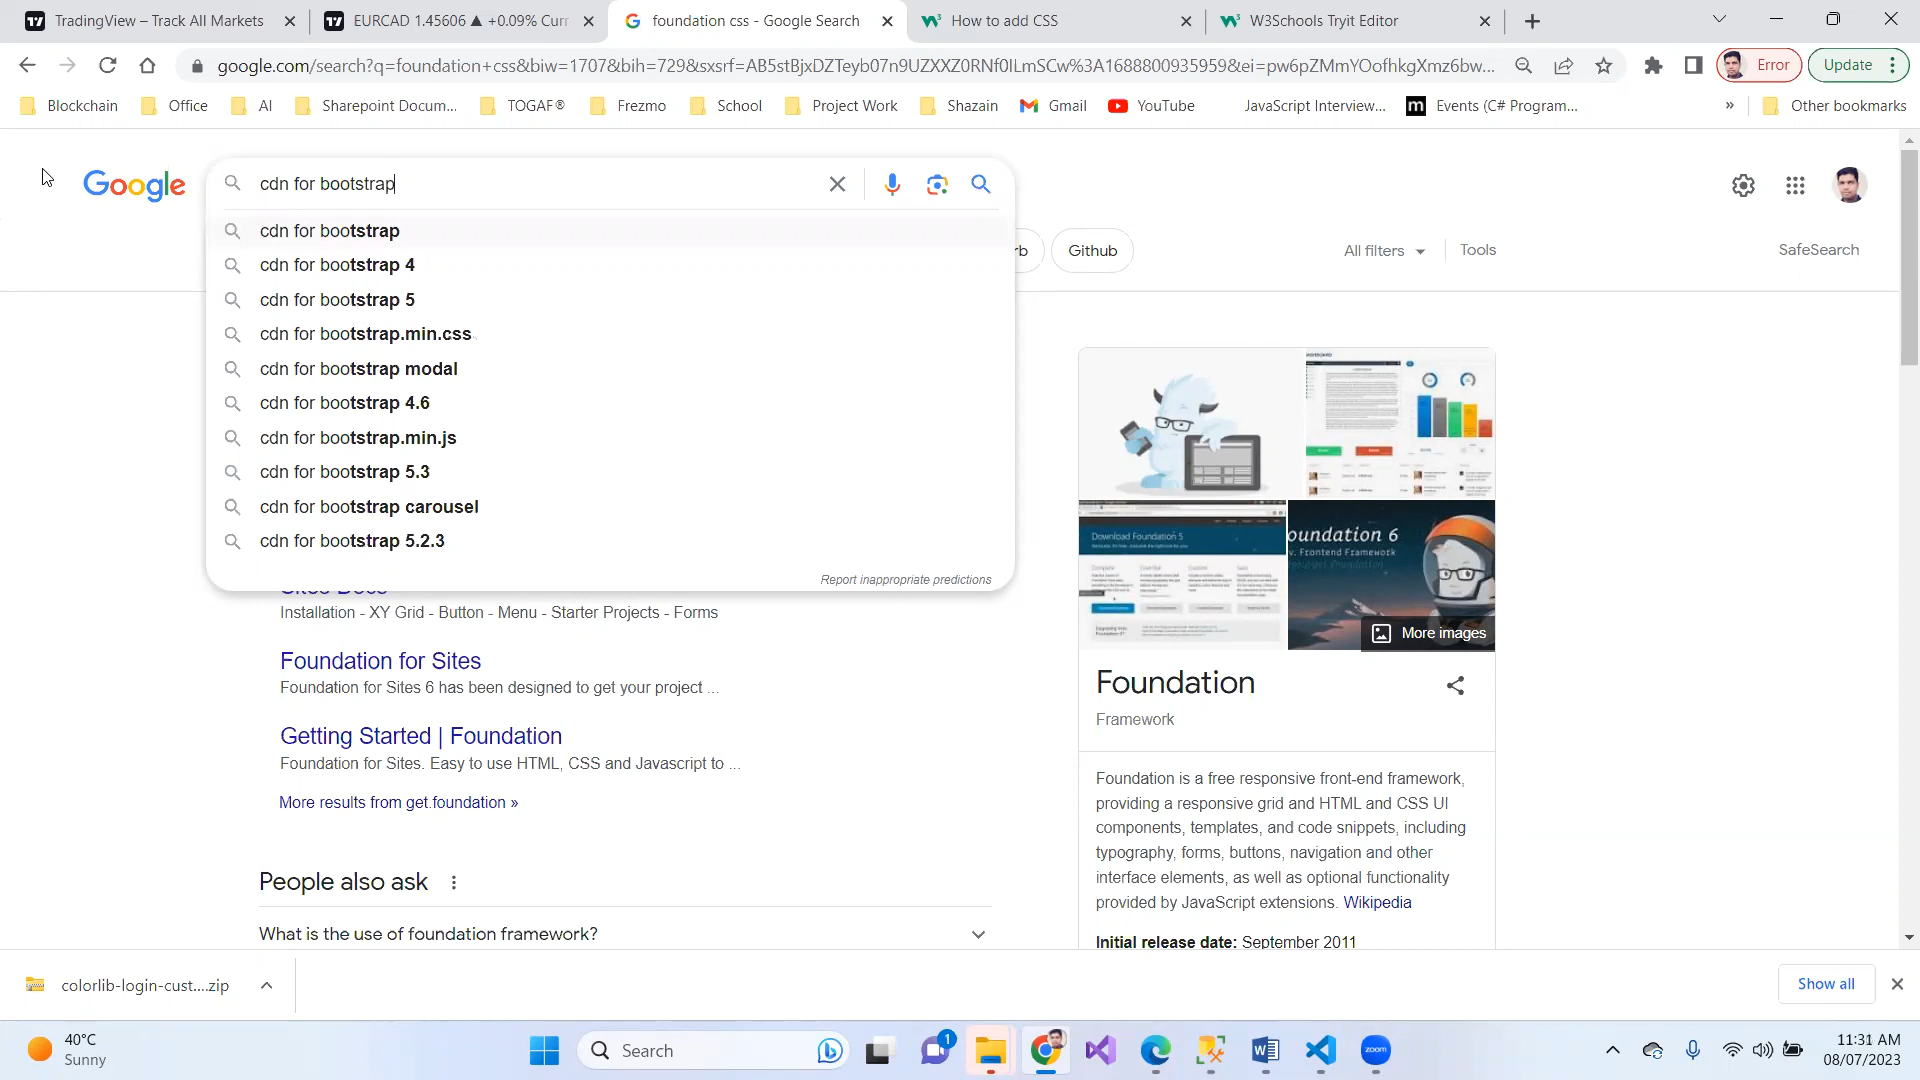 TradingView – Track All Markets
EURCAD 1.45606 ▲ +0.09% Curr
foundation css - Google Search
How to add CSS
W3Schools Tryit Editor
google.com/search?q=foundation+css&biw=1707&bih=729&sxsrf=AB5stBjxDZTeyb07n9UZXXZ0RNf0ILmSCw%3A1688800935959&ei=pw6pZMmYOofhkgXmz6bw...
Error
Update
Blockchain
Office
AI
Sharepoint Docum...
TOGAF®
Frezmo
School
Project Work
Shazain
Gmail
YouTube
JavaScript Interview...
Events (C# Program...
»
Other bookmarks
Google
cdn for bootstrap
cdn for bootstrap
cdn for bootstrap 4
cdn for bootstrap 5
cdn for bootstrap.min.css
cdn for bootstrap modal
cdn for bootstrap 4.6
cdn for bootstrap.min.js
cdn for bootstrap 5.3
cdn for bootstrap carousel
cdn for bootstrap 5.2.3
Report inappropriate predictions
Github
All filters
Tools
SafeSearch
Installation - XY Grid - Button - Menu - Starter Projects - Forms
Foundation for Sites
Foundation for Sites 6 has been designed to get your project ...
Getting Started | Foundation
Foundation for Sites. Easy to use HTML, CSS and Javascript to ...
More results from get.foundation »
People also ask
What is the use of foundation framework?
Download Foundation 5
oundation 6
v. Frontend Framework
More images
Foundation
Framework
Foundation is a free responsive front-end framework,
providing a responsive grid and HTML and CSS UI
components, templates, and code snippets, including
typography, forms, buttons, navigation and other
interface elements, as well as optional functionality
provided by JavaScript extensions. Wikipedia
Initial release date: September 2011
colorlib-login-cust....zip
Show all
40°C
Sunny
Search
1
zoom
11:31 AM
08/07/2023